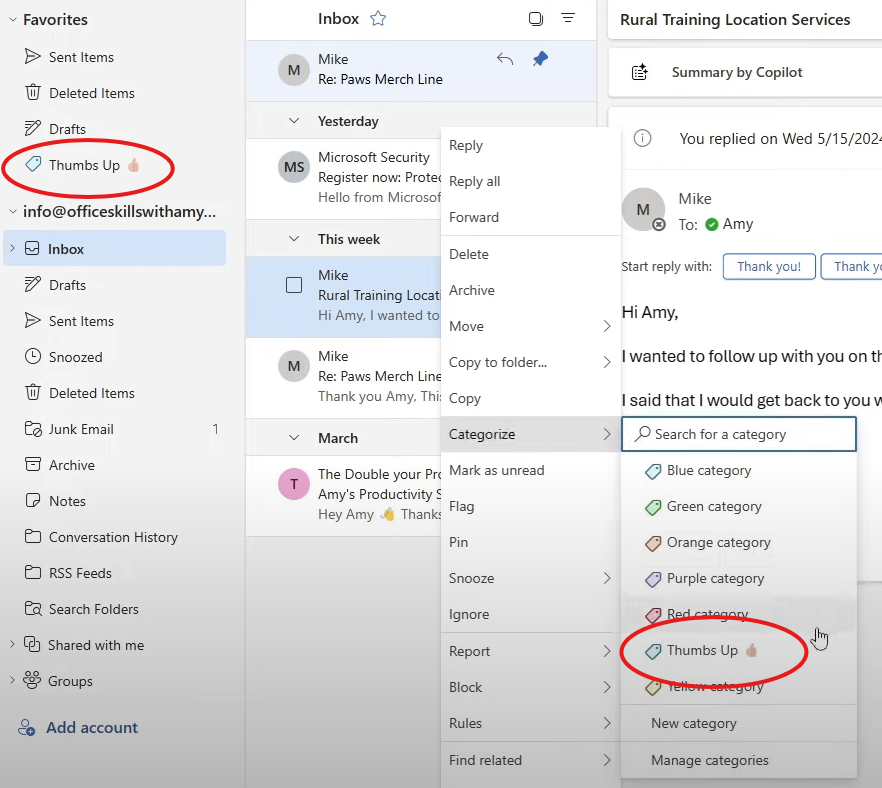 Favorites
Sent Items
Deleted Items
Drafts
Thumbs Up 👍🏼
info@officeskillswithamy...
Inbox
Drafts
Sent Items
Snoozed
Deleted Items
Junk Email 1
Archive
Notes
Conversation History
RSS Feeds
Search Folders
Shared with me
Groups
Add account
Inbox
M
Mike
Re: Paws Merch Line
Yesterday
MS
Microsoft Security
Register now: Protec
Hello from Microsof
This week
Mike
Rural Training Locati
Hi Amy, I wanted to
M
Mike
Re: Paws Merch Line
Thank you Amy, This
March
T
The Double your Pro
Amy's Productivity S
Hey Amy 👋 Thanks
Reply
Reply all
Forward
Delete
Archive
Move
Copy to folder...
Copy
Categorize
Mark as unread
Flag
Pin
Snooze
Ignore
Report
Block
Rules
Find related
Search for a category
Blue category
Green category
Orange category
Purple category
Red category
Thumbs Up 👍🏼
Yellow category
New category
Manage categories
Rural Training Location Services
Summary by Copilot
You replied on Wed 5/15/2024
M
Mike
To: Amy
Start reply with:
Thank you!
Thank yo
Hi Amy,
I wanted to follow up with you on th
I said that I would get back to you w